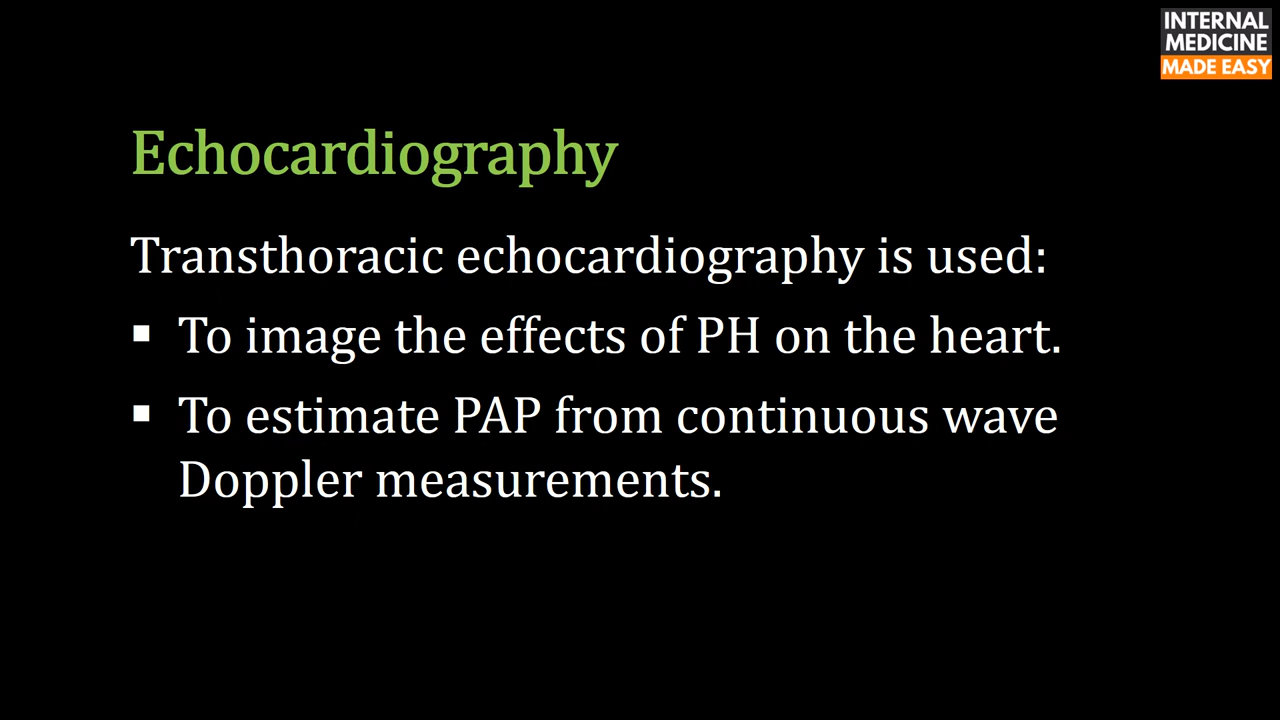 INTERNAL
MEDICINE
MADE EASY
Echocardiography
Transthoracic echocardiography is used:
▪ To image the effects of PH on the heart.
▪ To estimate PAP from continuous wave
Doppler measurements.